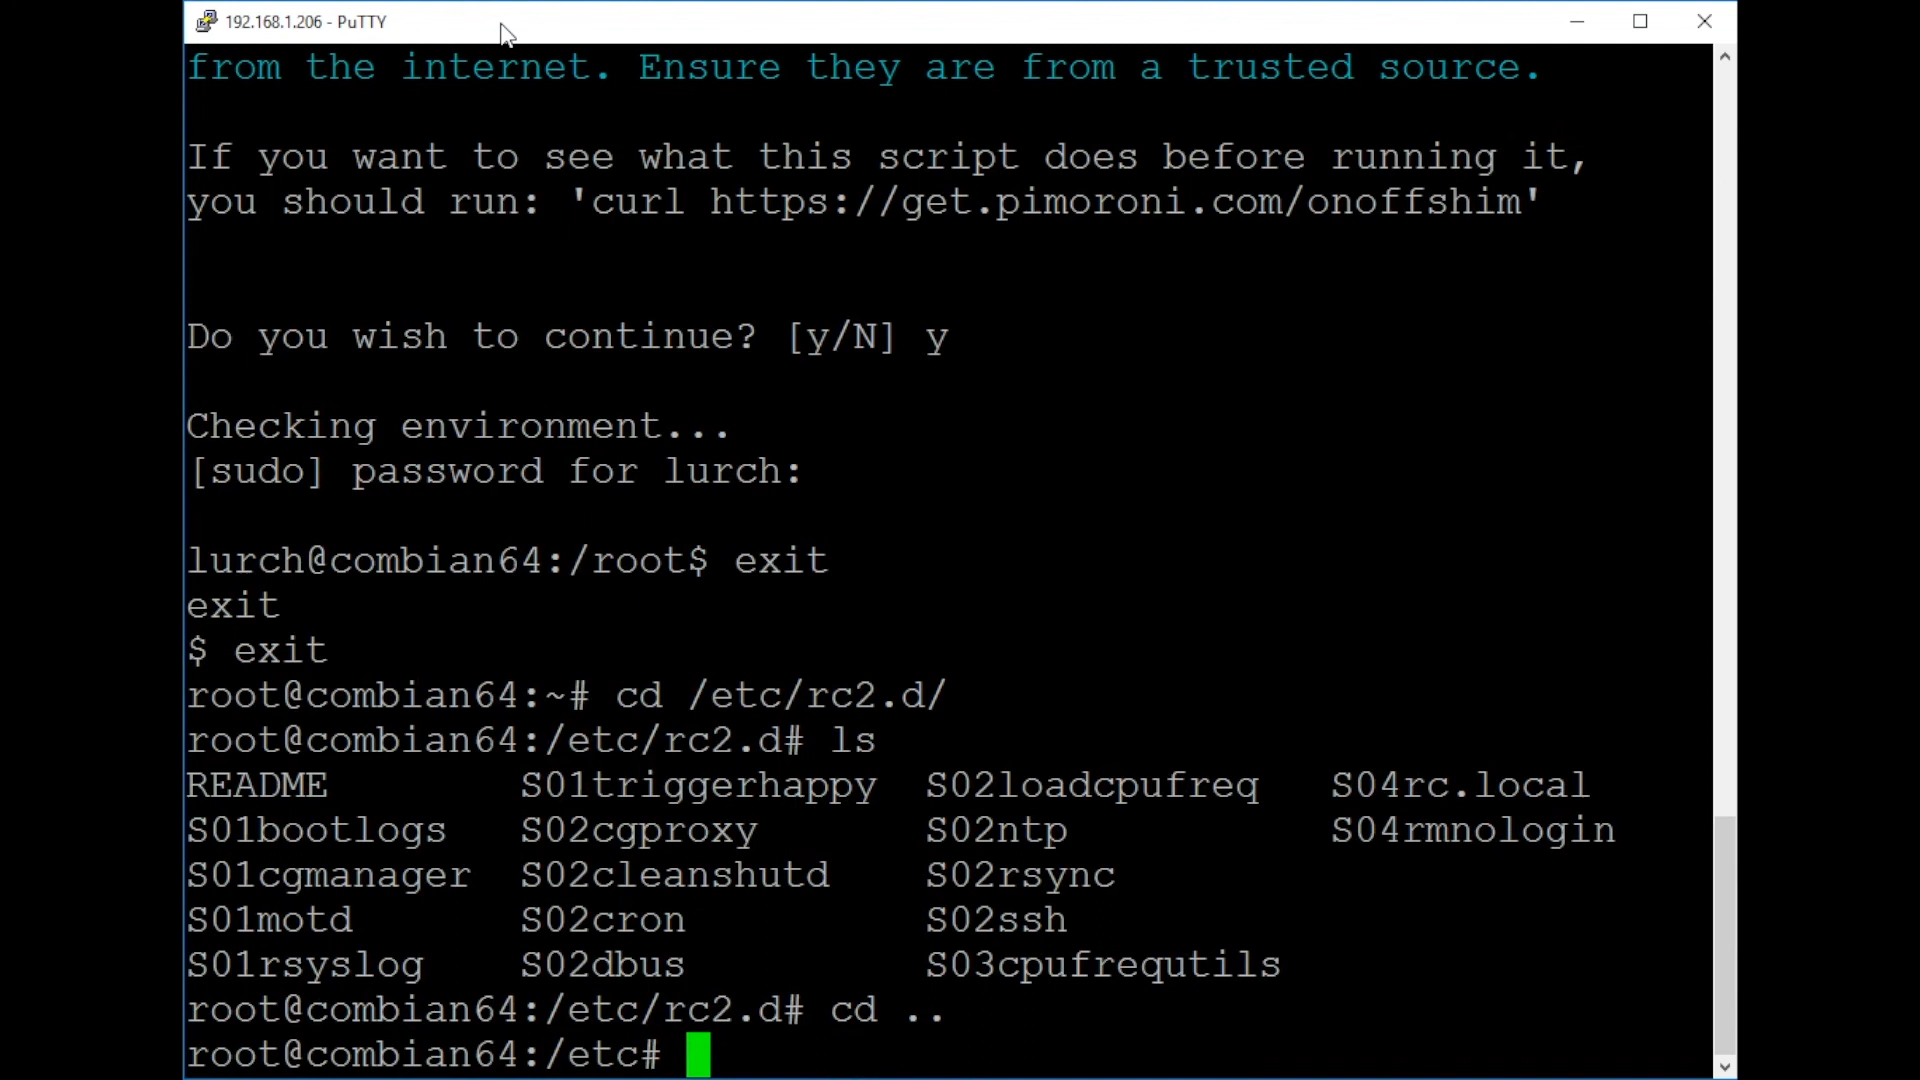 192.168.1.206 - PuTTY
from the internet. Ensure they are from a trusted source.
If you want to see what this script does before running it,
you should run: 'curl https://get.pimoroni.com/onoffshim'
Do you wish to continue? [y/N] y
Checking environment...
[sudo] password for lurch:
lurch@combian64:/root$ exit
exit
$ exit
root@combian64:~# cd /etc/rc2.d/
root@combian64:/etc/rc2.d# ls
README S01triggerhappy S02loadcpufreq S04rc.local
S01bootlogs S02cgproxy S02ntp S04rmnologin
S01cgmanager S02cleanshutd S02rsync
S01motd S02cron S02ssh
S01rsyslog S02dbus S03cpufrequtils
root@combian64:/etc/rc2.d# cd ..
root@combian64:/etc#